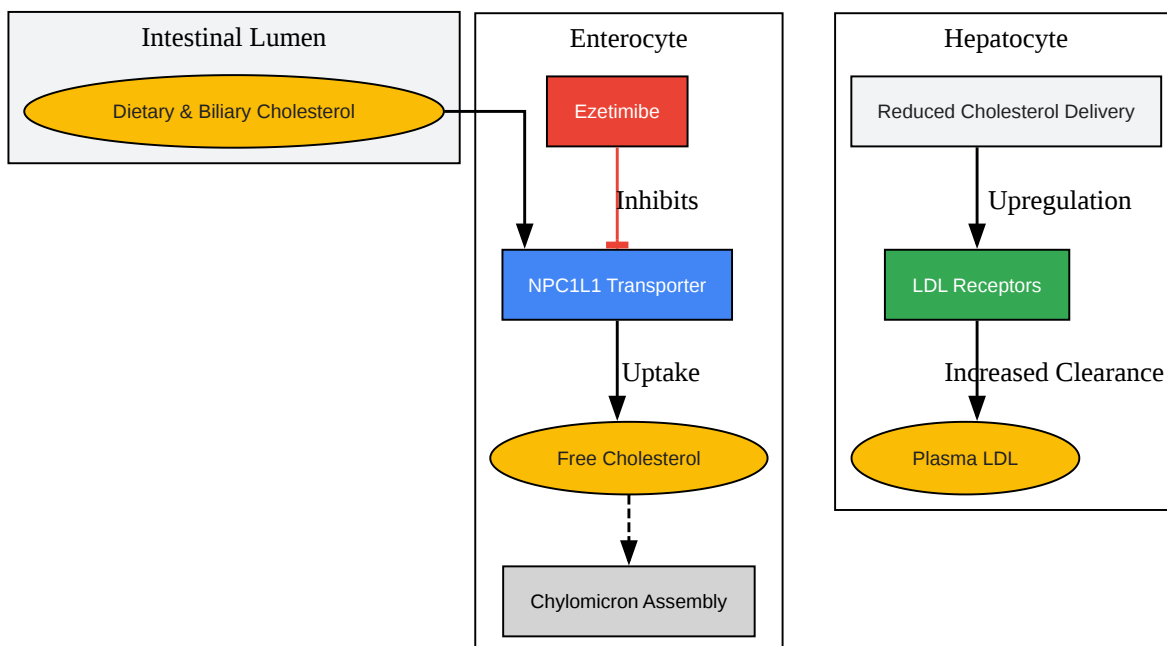 Intestinal Lumen
Dietary & Biliary Cholesterol
Enterocyte
Ezetimibe
Inhibits
NPC1L1 Transporter
Uptake
Free Cholesterol
Chylomicron Assembly
Hepatocyte
Reduced Cholesterol Delivery
Upregulation
LDL Receptors
Increased Clearance
Plasma LDL